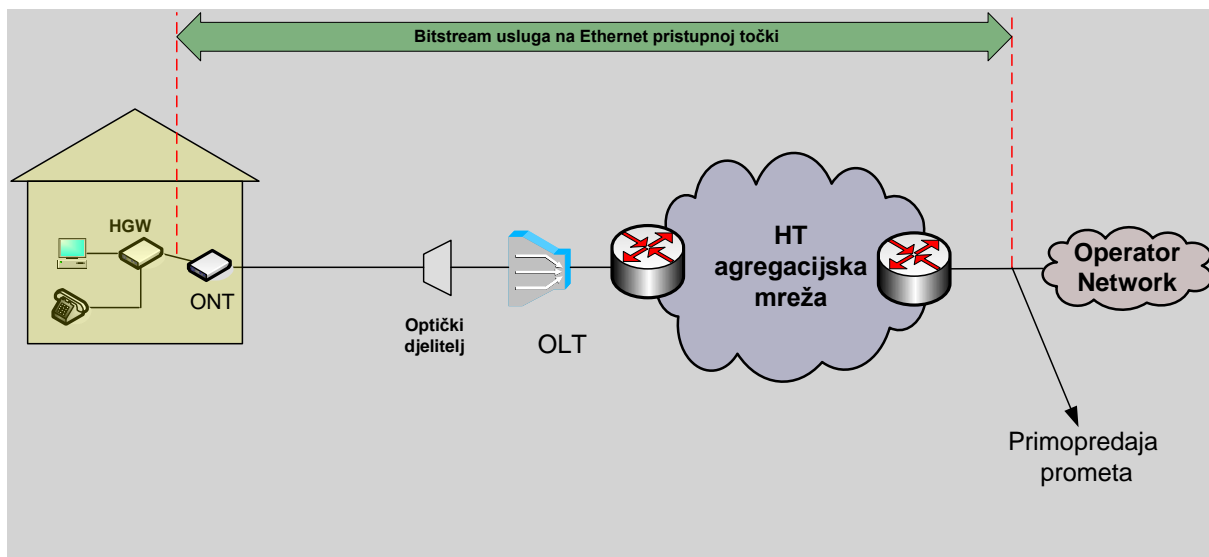 Bitstream usluga na Ethernet pristupnoj točki
HGW
ONT
Optički
djelitelj
OLT
HT
agregacijska
mreža
Operator
Network
Primopredaja
prometa